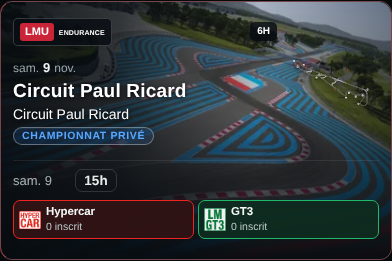 LMU ENDURANCE
6H
sam. 9 nov.
Circuit Paul Ricard
Circuit Paul Ricard
CHAMPIONNAT PRIVÉ
sam. 9 15h
HYPER CAR
Hypercar
0 inscrit
LM GT3
GT3
0 inscrit